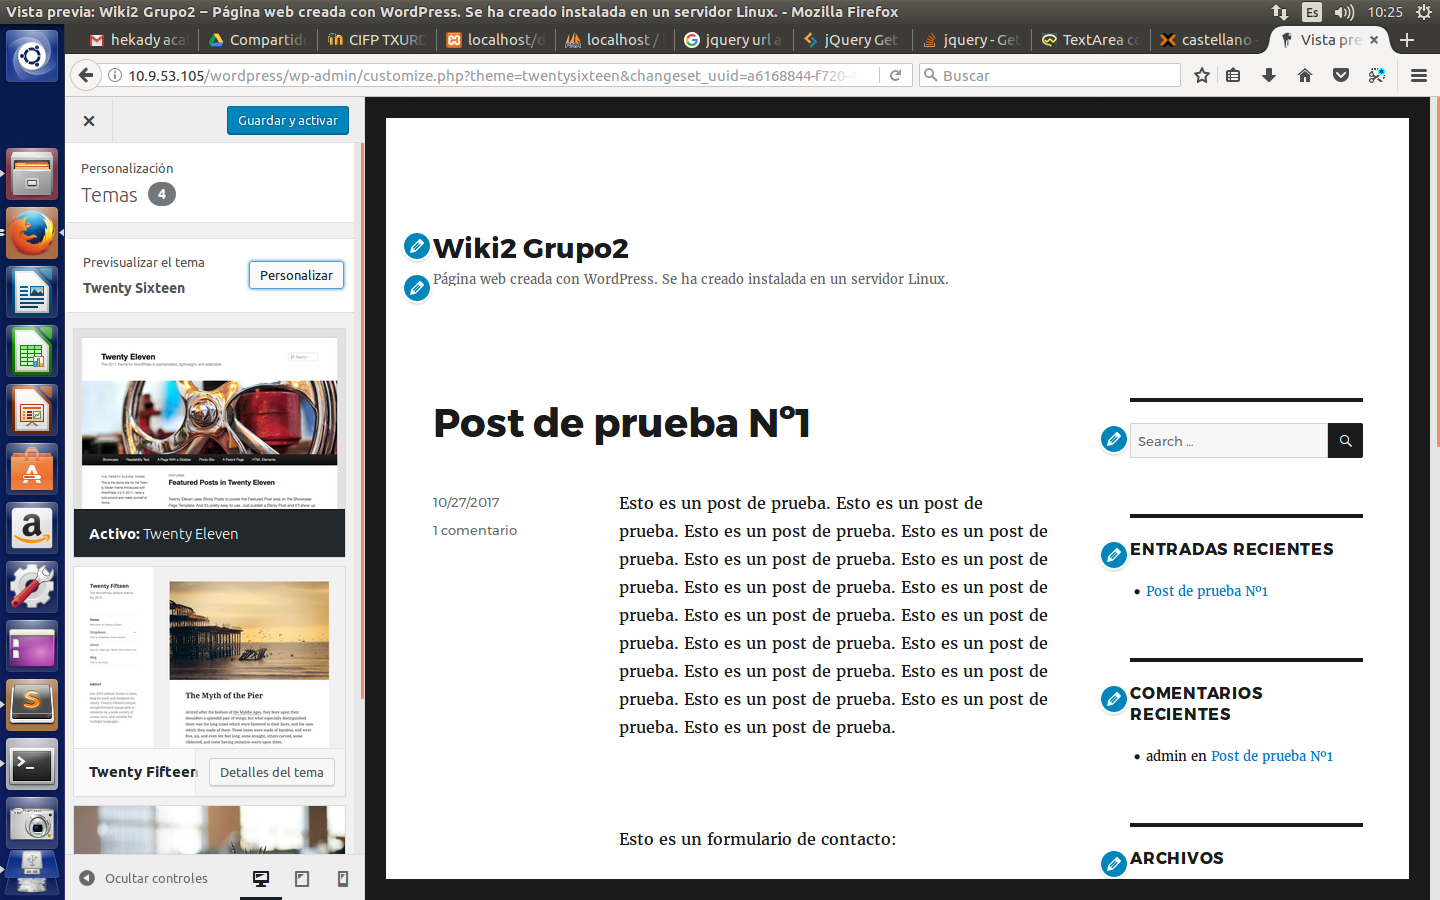 Vista previa: Wiki2 Grupo2 – Página web creada con WordPress. Se ha creado instalada en un servidor Linux. - Mozilla Firefox
Es
10:25
hekady aca
Compartido
CIFP TXURD
localhost/d
localhost /
jquery url a
jQuery Get
jquery - Get
TextArea co
castellano -
Vista pre
10.9.53.105/wordpress/wp-admin/customize.php?theme=twentysixteen&changeset_uuid=a6168844-f720-4
Buscar
Guardar y activar
Personalización
Temas 4
Previsualizar el tema
Twenty Sixteen
Personalizar
Twenty Eleven
Search
Featured Posts in Twenty Eleven
Activo: Twenty Eleven
Twenty Fifteen
The Myth of the Pier
Twenty Fifteen
Detalles del tema
Ocultar controles
Wiki2 Grupo2
Página web creada con WordPress. Se ha creado instalada en un servidor Linux.
Post de prueba Nº1
10/27/2017
1 comentario
Esto es un post de prueba. Esto es un post de
prueba. Esto es un post de prueba. Esto es un post de
prueba. Esto es un post de prueba. Esto es un post de
prueba. Esto es un post de prueba. Esto es un post de
prueba. Esto es un post de prueba. Esto es un post de
prueba. Esto es un post de prueba. Esto es un post de
prueba. Esto es un post de prueba. Esto es un post de
prueba. Esto es un post de prueba. Esto es un post de
prueba. Esto es un post de prueba.
Esto es un formulario de contacto:
Search ...
ENTRADAS RECIENTES
Post de prueba Nº1
COMENTARIOS
RECIENTES
admin en Post de prueba Nº1
ARCHIVOS